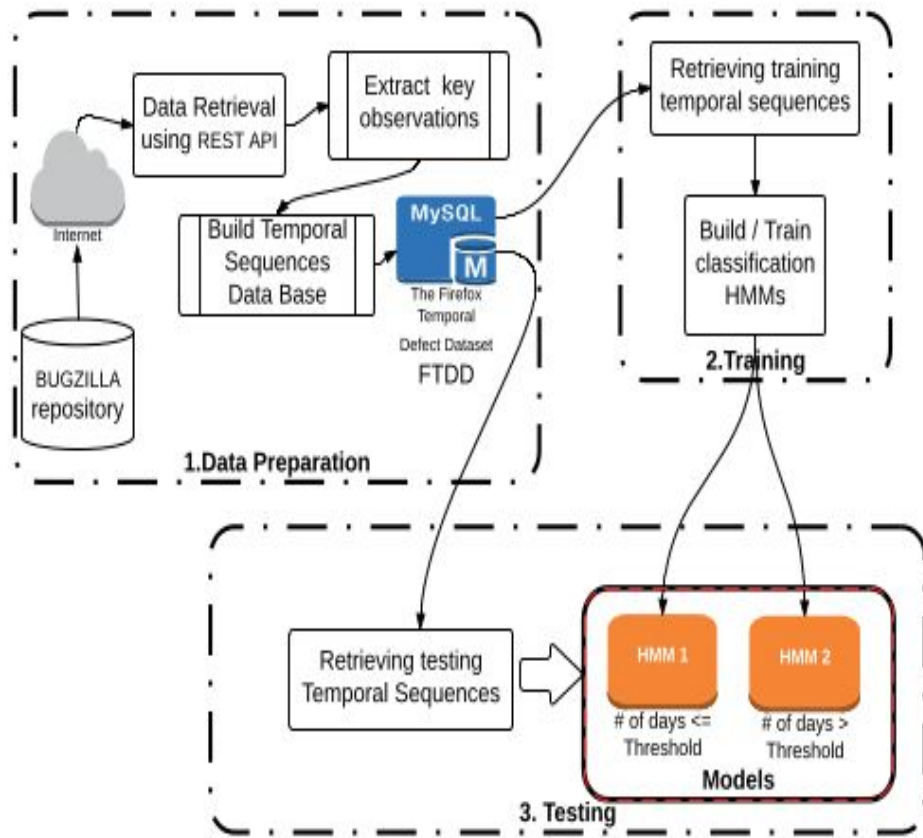 Internet
BUGZILLA
repository
Data Retrieval
using REST API
Extract key
observations
Build Temporal
Sequences
Data Base
MySQL
M
The Firefox
Temporal
Defect Dataset
FTDD
1.Data Preparation
Retrieving training
temporal sequences
Build / Train
classification
HMMs
2.Training
Retrieving testing
Temporal Sequences
HMM 1
# of days <=
Threshold
HMM 2
# of days >
Threshold
Models
3. Testing